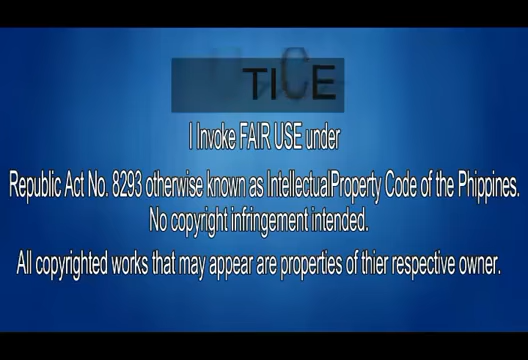 TICE
I Invoke FAIR USE under
Republic Act No. 8293 otherwise known as IntellectualProperty Code of the Phippines.
No copyright infringement intended.
All copyrighted works that may appear are properties of thier respective owner.